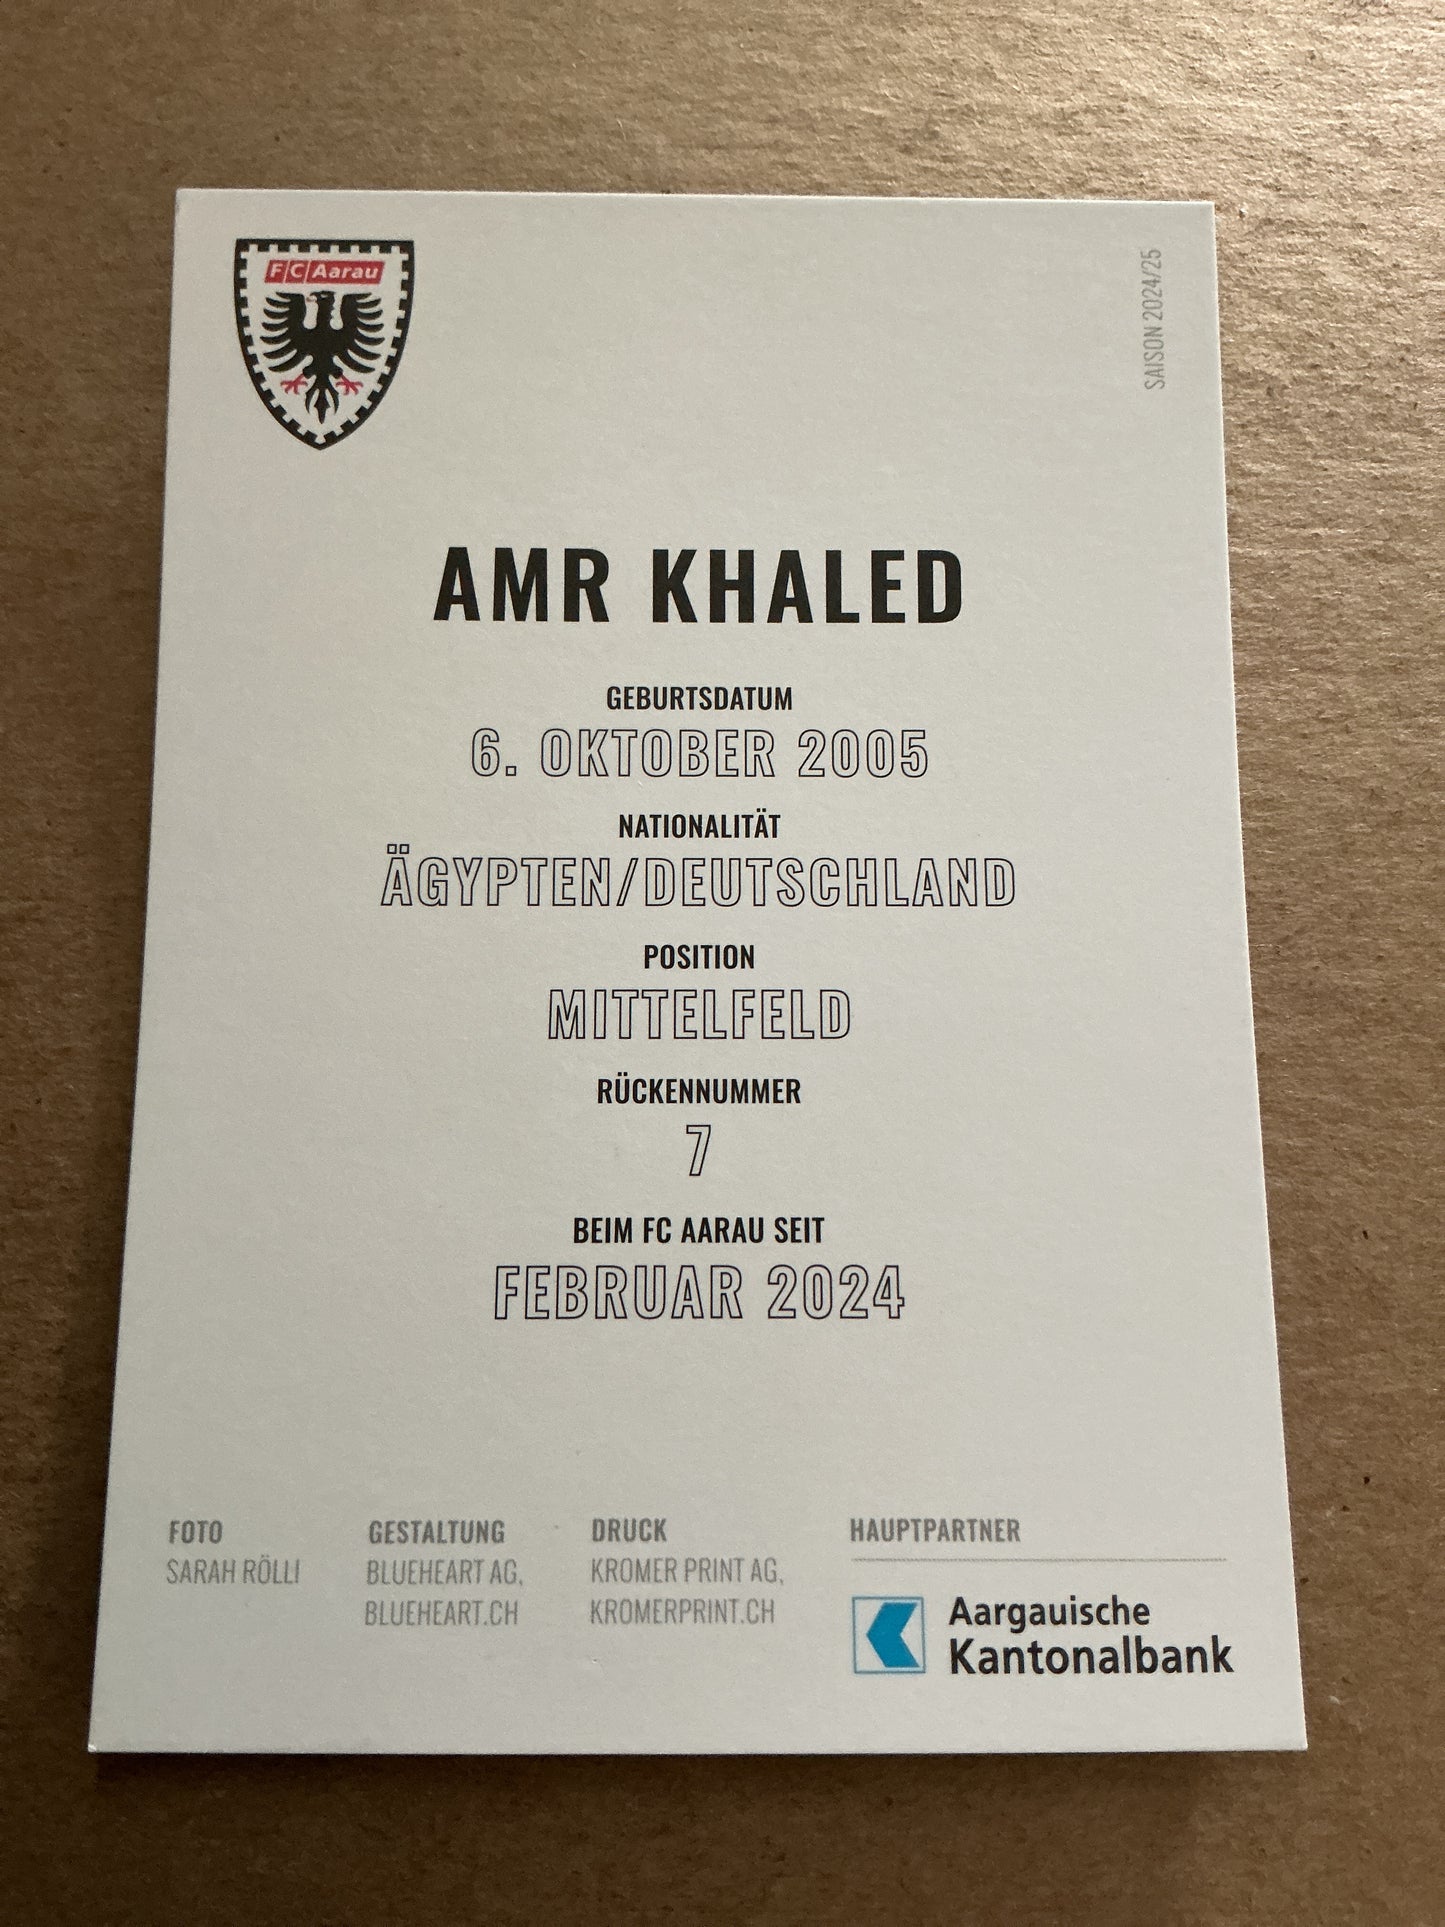 FC Aarau
SAISON 2024/25
AMR KHALED
GEBURTSDATUM
6. OKTOBER 2005
NATIONALITÄT
ÄGYPTEN/DEUTSCHLAND
POSITION
MITTELFELD
RÜCKENNUMMER
7
BEIM FC AARAU SEIT
FEBRUAR 2024
FOTO
SARAH RÖLLI
GESTALTUNG
BLUEHEART AG,
BLUEHEART.CH
DRUCK
KROMER PRINT AG,
KROMERPRINT.CH
HAUPTPARTNER
Aargauische
Kantonalbank